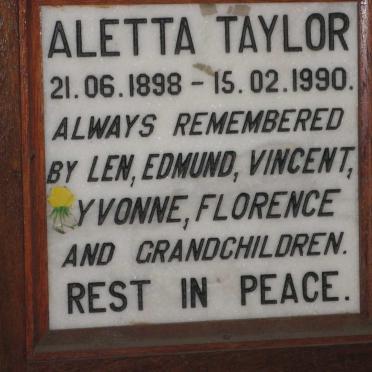 ALETTA TAYLOR
21.06.1898 - 15.02.1990.
ALWAYS REMEMBERED
BY LEN, EDMUND, VINCENT,
YVONNE, FLORENCE
AND GRANDCHILDREN.
REST IN PEACE.